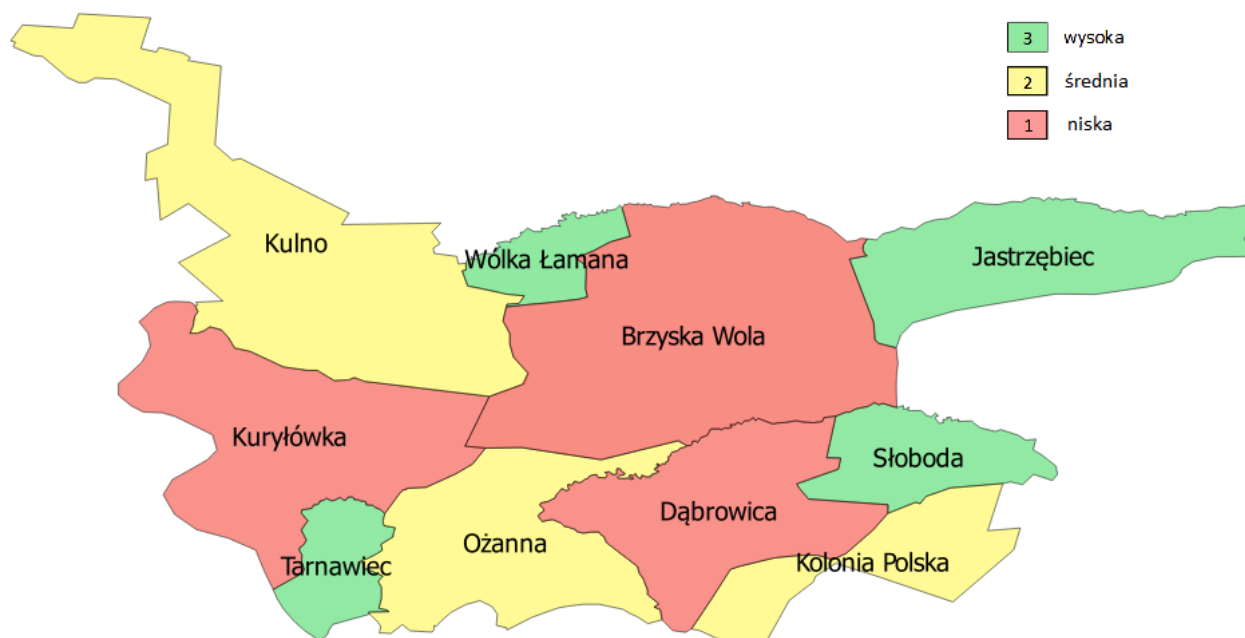 3 wysoka
2 średnia
1 niska
Kulno
Wólka Łamana
Jastrzębiec
Brzyska Wola
Kuryłówka
Słoboda
Dąbrowica
Ożanna
Tarnawiec
Kolonia Polska